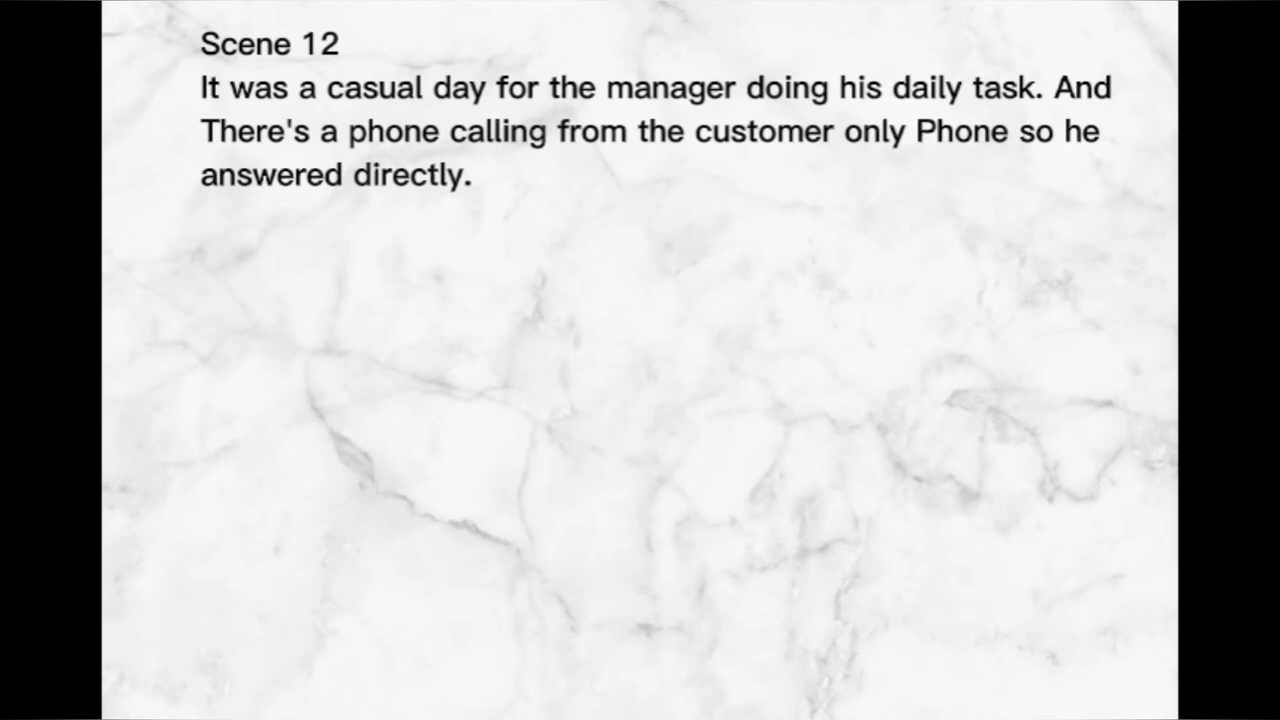 Scene 12
It was a casual day for the manager doing his daily task. And
There's a phone calling from the customer only Phone so he
answered directly.